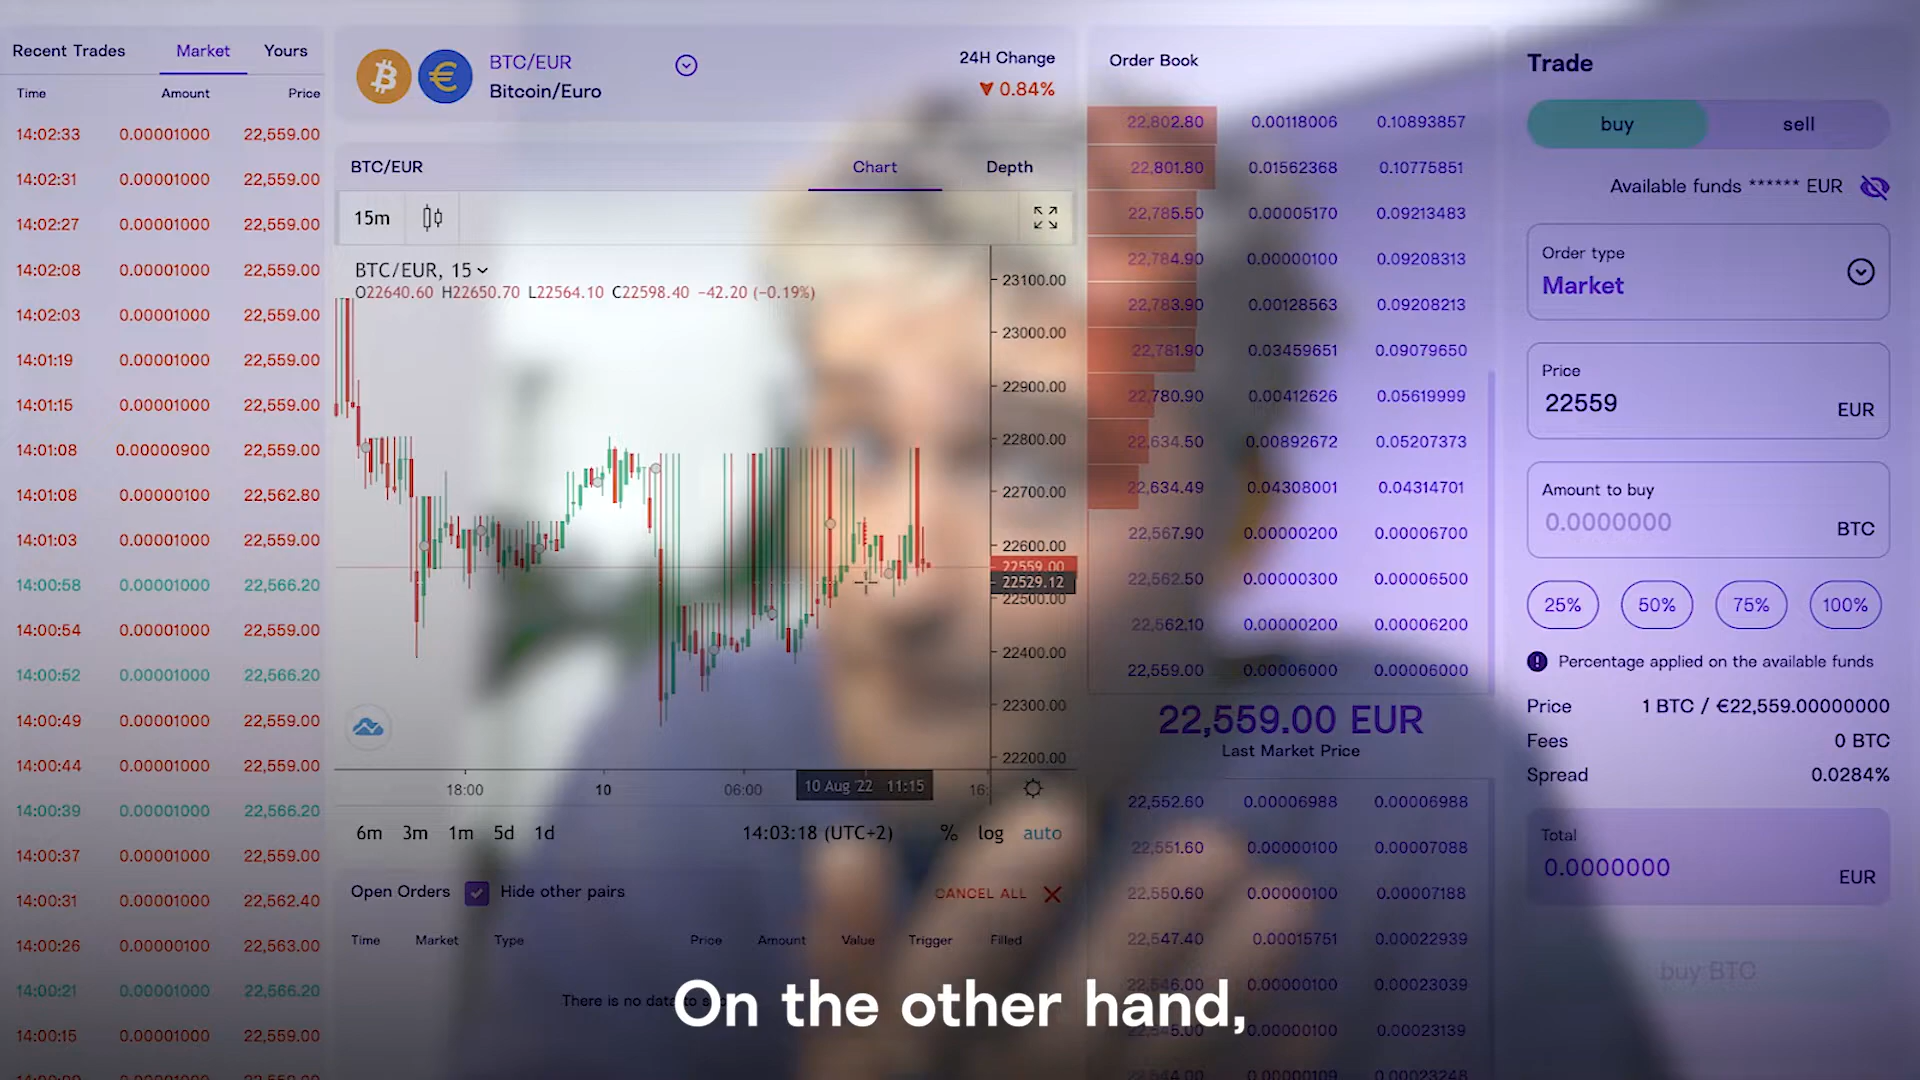 Recent Trades Market Yours
Time Amount Price
14:02:33 0.00001000 22,559.00
14:02:31 0.00001000 22,559.00
14:02:27 0.00001000 22,559.00
14:02:08 0.00001000 22,559.00
14:02:03 0.00001000 22,559.00
14:01:19 0.00001000 22,559.00
14:01:15 0.00001000 22,559.00
14:01:08 0.00000900 22,559.00
14:01:08 0.00000100 22,562.80
14:01:03 0.00001000 22,559.00
14:00:58 0.00001000 22,566.20
14:00:54 0.00001000 22,559.00
14:00:52 0.00001000 22,566.20
14:00:49 0.00001000 22,559.00
14:00:44 0.00001000 22,559.00
14:00:39 0.00001000 22,566.20
14:00:37 0.00001000 22,559.00
14:00:31 0.00001000 22,562.40
14:00:26 0.00001000 22,563.00
14:00:21 0.00001000 22,566.20
14:00:15 0.00001000 22,559.00
BTC/EUR
Bitcoin/Euro
24H Change
0.84%
BTC/EUR Chart Depth
15m
BTC/EUR, 15
O22640.60 H22650.70 L22564.10 C22598.40 −42.20 (−0.19%)
23100.00
23000.00
22900.00
22800.00
22700.00
22600.00
22559.00
22529.12
22500.00
22400.00
22300.00
22200.00
18:00 10 06:00 10 Aug '22 11:15 16:
6m 3m 1m 5d 1d 14:03:18 (UTC+2) % log auto
Open Orders Hide other pairs CANCEL ALL
Time Market Type Price Amount Value Trigger Filled
There is no data to
Order Book
22,802.80 0.00118006 0.10893857
22,801.80 0.01562368 0.10775851
22,785.50 0.00005170 0.09213483
22,784.90 0.00000100 0.09208313
22,783.90 0.00128563 0.09208213
22,781.90 0.03459651 0.09079650
22,780.90 0.00412626 0.05619999
22,634.50 0.00892672 0.05207373
22,634.49 0.04308001 0.04314701
22,567.90 0.00000200 0.00006700
22,562.50 0.00000300 0.00006500
22,562.10 0.00000200 0.00006200
22,559.00 0.00006000 0.00006000
22,559.00 EUR
Last Market Price
22,552.60 0.00006988 0.00006988
22,551.60 0.00000100 0.00007088
22,550.60 0.00000100 0.00007188
22,547.40 0.00015751 0.00022939
22,546.00 0.00000100 0.00023039
22,545.00 0.00000100 0.00023139
Trade
buy sell
Available funds ****** EUR
Order type
Market
Price
22559 EUR
Amount to buy
0.0000000 BTC
25% 50% 75% 100%
Percentage applied on the available funds
Price 1 BTC / €22,559.00000000
Fees 0 BTC
Spread 0.0284%
Total
0.0000000 EUR
buy BTC
On the other hand,